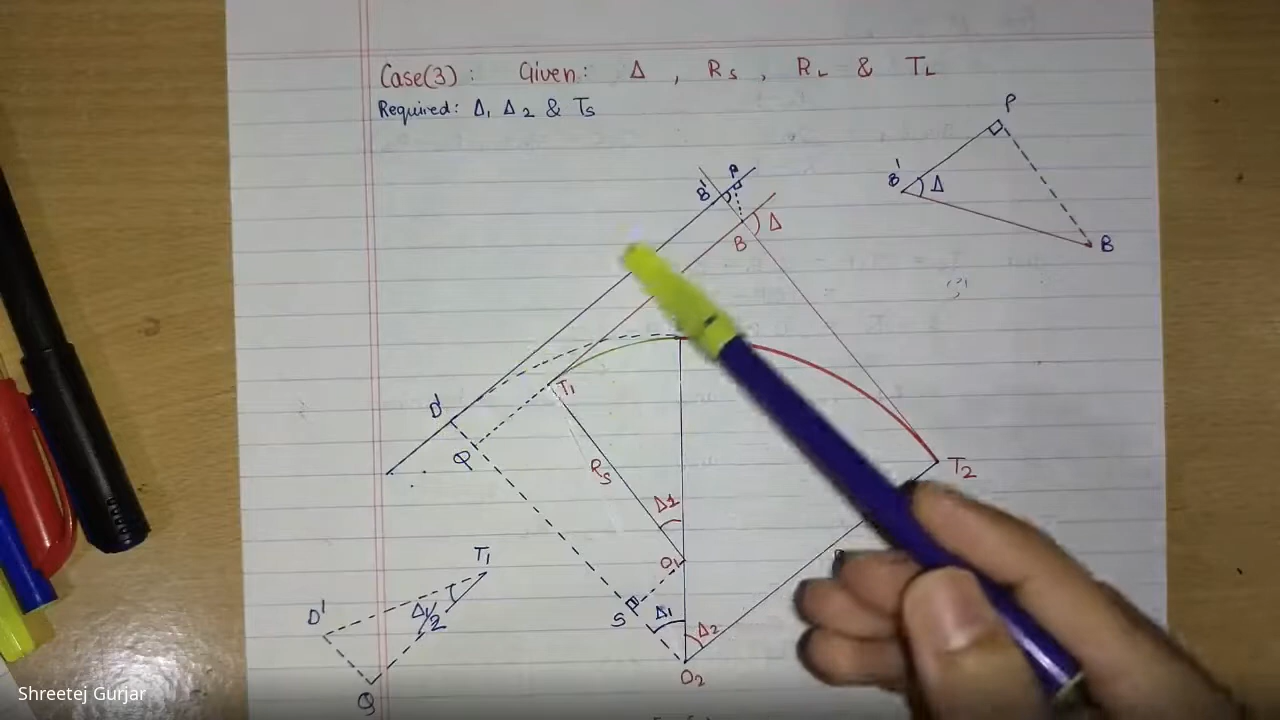 Case(3): Given: Δ, Rs, RL & TL
Required: Δ1 Δ2 & Ts
P
B'
Δ
B
P
B'
Δ
B
D'
T1
Q
Rs
Δ1
T2
O1
S
Δ1
Δ2
O2
T1
D'
Δ1/2
Q
Shreetej Gurjar